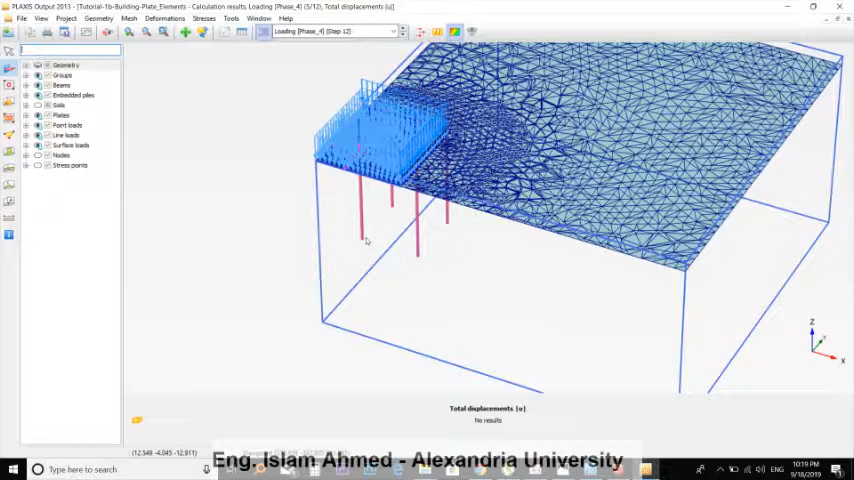 PLAXIS Output 2013 - [Tutorial-1b-Building-Plate_Elements - Calculation results, Loading [Phase_4] (5/12), Total displacements |u|
File View Project Geometry Mesh Deformations Stresses Tools Window Help
Loading [Phase_4] (Step 12)
Geometry
Groups
Beams
Embedded piles
Soils
Plates
Point loads
Line loads
Surface loads
Nodes
Stress points
Z
Y
X
Total displacements |u|
No results
(12.549 -4.045 -12.911)
Eng. Islam Ahmed - Alexandria University
Type here to search
10:19 PM
9/18/2019